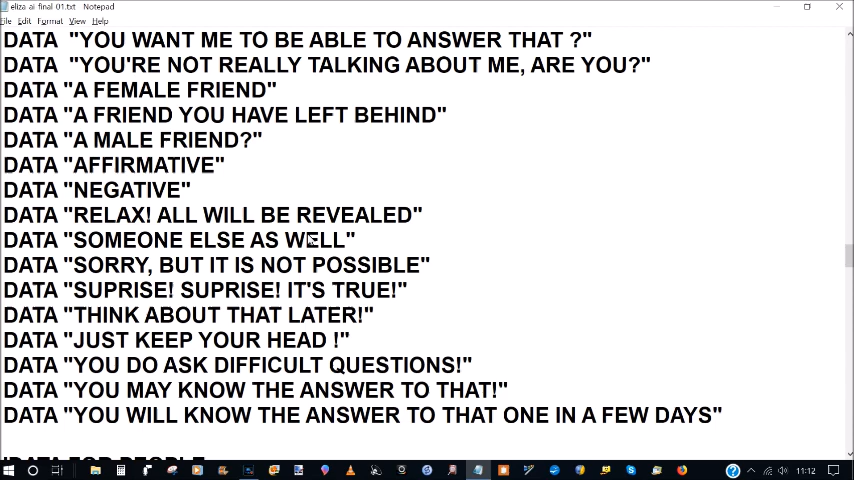 eliza ai final 01.txt - Notepad
File Edit Format View Help
DATA  "YOU WANT ME TO BE ABLE TO ANSWER THAT ?"
DATA  "YOU'RE NOT REALLY TALKING ABOUT ME, ARE YOU?"
DATA "A FEMALE FRIEND"
DATA "A FRIEND YOU HAVE LEFT BEHIND"
DATA "A MALE FRIEND?"
DATA "AFFIRMATIVE"
DATA "NEGATIVE"
DATA "RELAX! ALL WILL BE REVEALED"
DATA "SOMEONE ELSE AS WELL"
DATA "SORRY, BUT IT IS NOT POSSIBLE"
DATA "SUPRISE! SUPRISE! IT'S TRUE!"
DATA "THINK ABOUT THAT LATER!"
DATA "JUST KEEP YOUR HEAD !"
DATA "YOU DO ASK DIFFICULT QUESTIONS!"
DATA "YOU MAY KNOW THE ANSWER TO THAT!"
DATA "YOU WILL KNOW THE ANSWER TO THAT ONE IN A FEW DAYS"
'DATA FOR PEOPLE
11:12